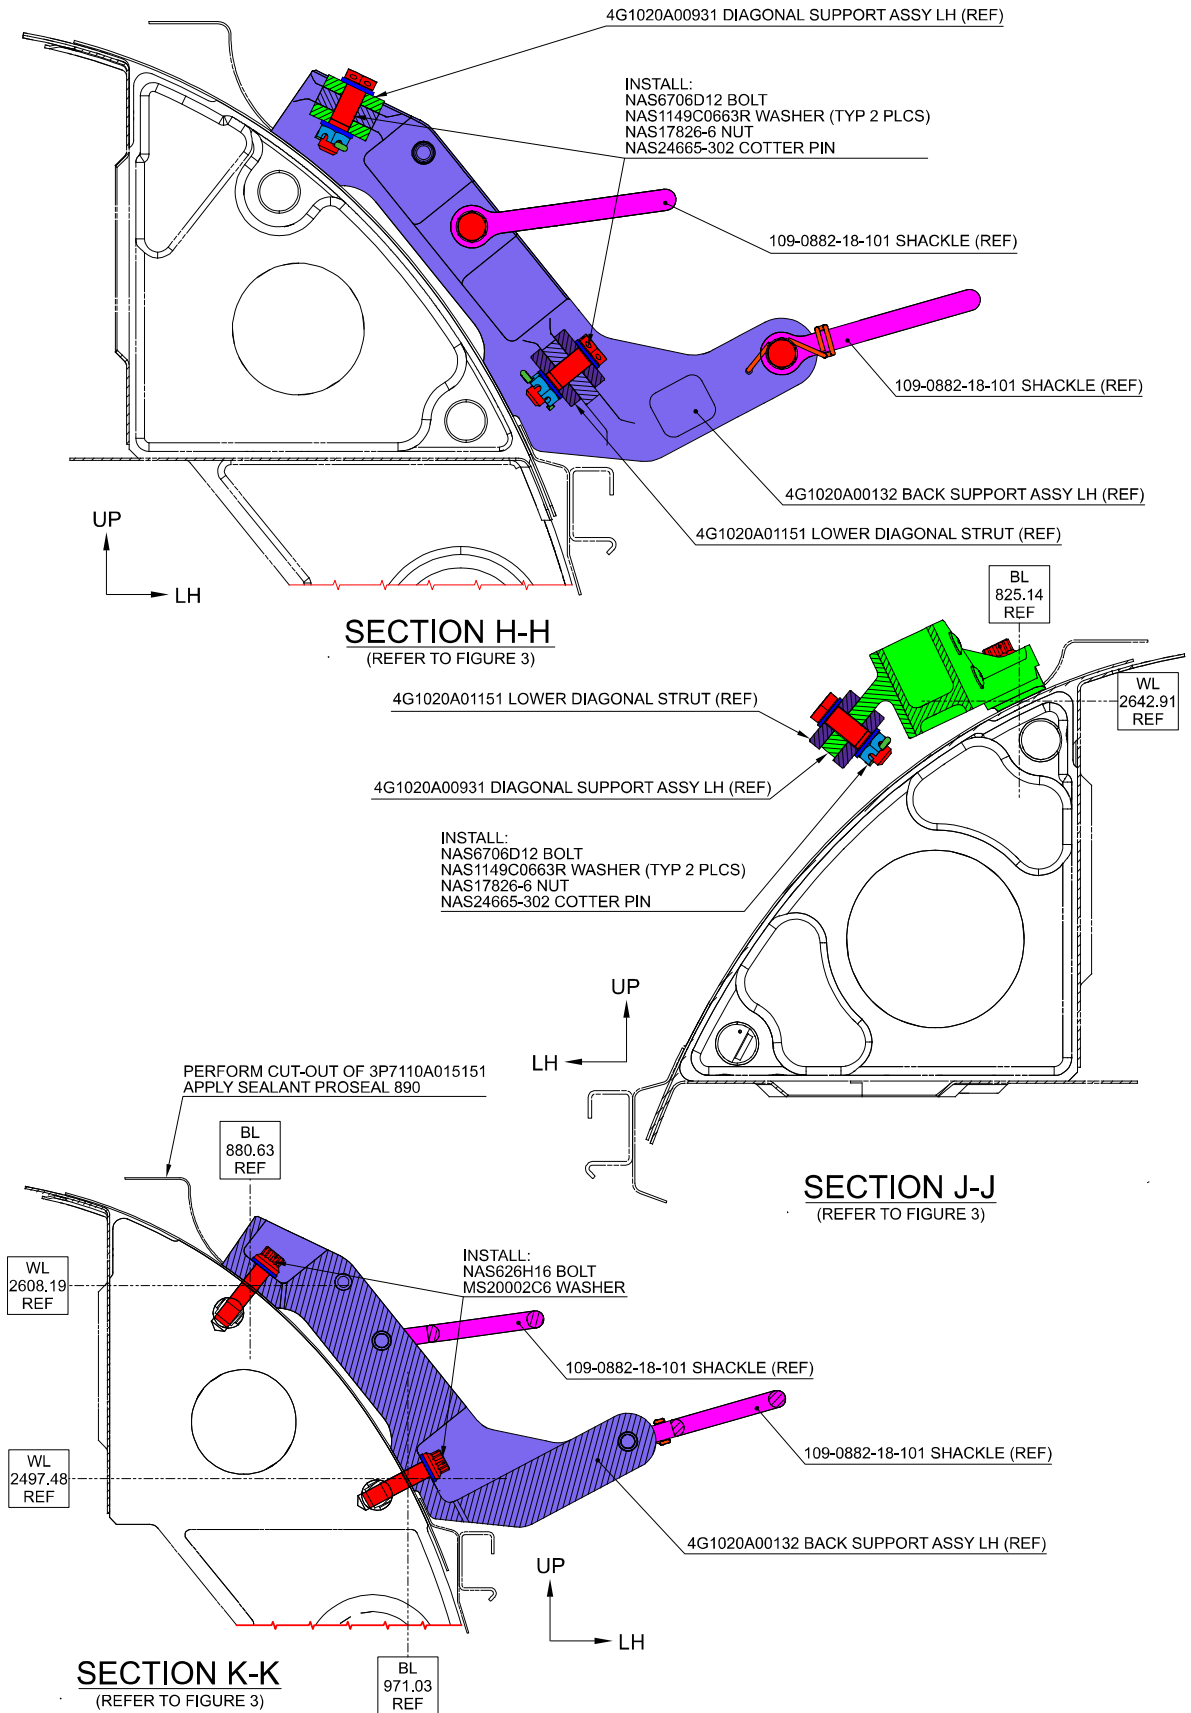 4G1020A00931 DIAGONAL SUPPORT ASSY LH (REF)
INSTALL:
NAS6706D12 BOLT
NAS1149C0663R WASHER (TYP 2 PLCS)
NAS17826-6 NUT
NAS24665-302 COTTER PIN
109-0882-18-101 SHACKLE (REF)
109-0882-18-101 SHACKLE (REF)
4G1020A00132 BACK SUPPORT ASSY LH (REF)
4G1020A01151 LOWER DIAGONAL STRUT (REF)
UP
LH
SECTION H-H
(REFER TO FIGURE 3)
BL
825.14
REF
WL
2642.91
REF
4G1020A01151 LOWER DIAGONAL STRUT (REF)
4G1020A00931 DIAGONAL SUPPORT ASSY LH (REF)
INSTALL:
NAS6706D12 BOLT
NAS1149C0663R WASHER (TYP 2 PLCS)
NAS17826-6 NUT
NAS24665-302 COTTER PIN
UP
LH
SECTION J-J
(REFER TO FIGURE 3)
PERFORM CUT-OUT OF 3P7110A015151
APPLY SEALANT PROSEAL 890
BL
880.63
REF
WL
2608.19
REF
INSTALL:
NAS626H16 BOLT
MS20002C6 WASHER
109-0882-18-101 SHACKLE (REF)
109-0882-18-101 SHACKLE (REF)
WL
2497.48
REF
4G1020A00132 BACK SUPPORT ASSY LH (REF)
UP
LH
BL
971.03
REF
SECTION K-K
(REFER TO FIGURE 3)